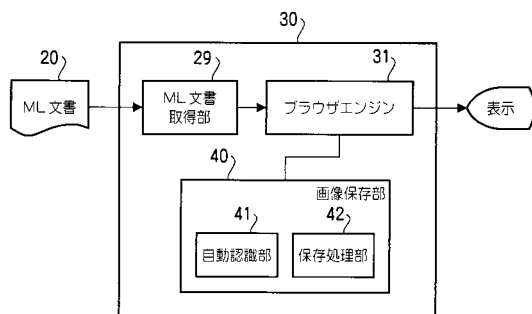 30
20
29
31
ML文書
ML文書
取得部
ブラウザエンジン
表示
40
画像保存部
41
42
自動認識部
保存処理部